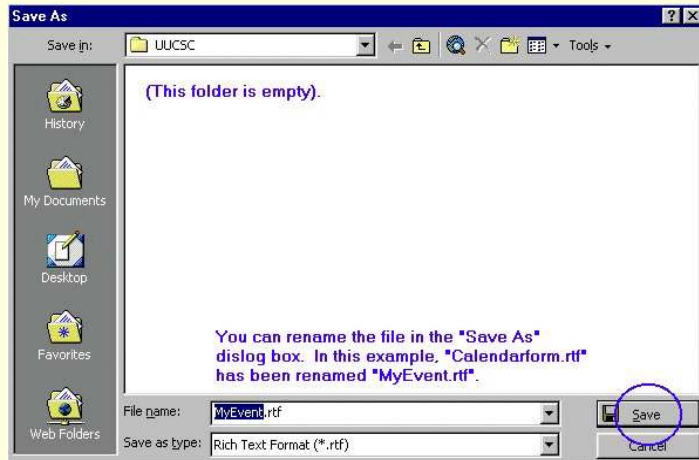 Save As
Save in: UUCSC Tools
(This folder is empty).
History
My Documents
Desktop
Favorites
Web Folders
You can rename the file in the "Save As"
dislog box. In this example, "Calendarform.rtf"
has been renamed "MyEvent.rtf".
File name: MyEvent.rtf Save
Save as type: Rich Text Format (*.rtf) Cancel